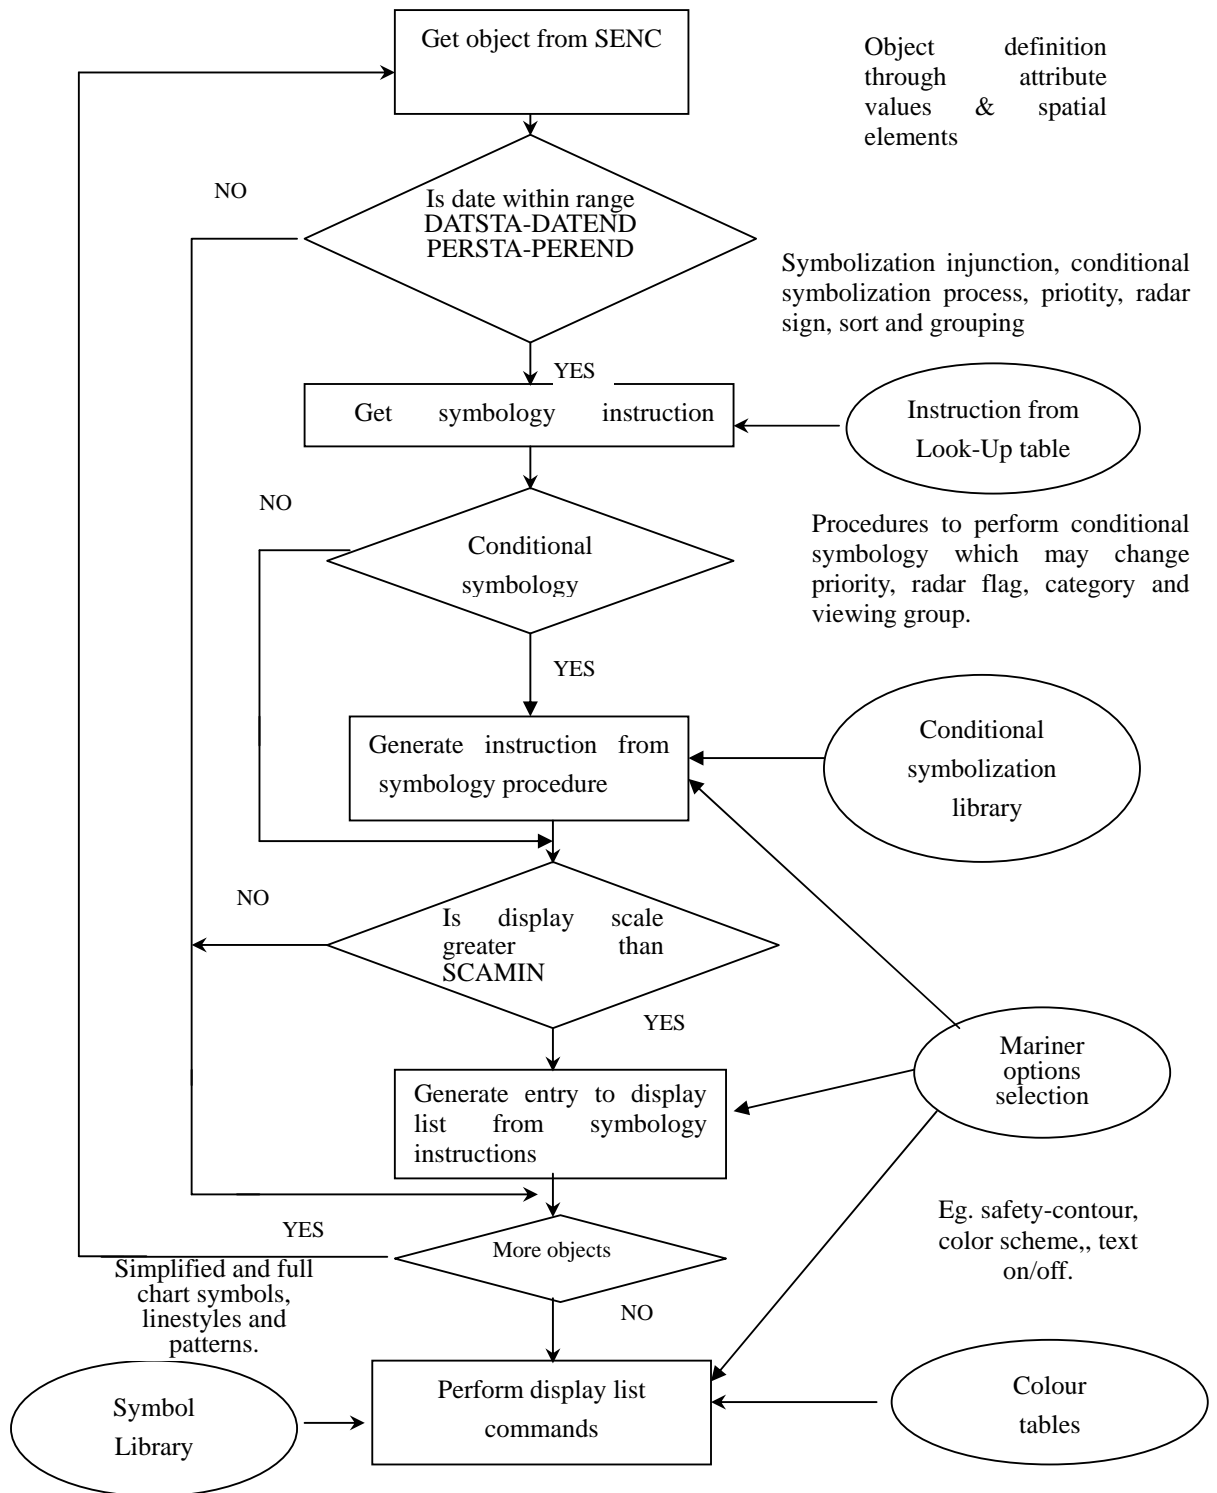 Get object from SENC
Object definition
through attribute
values & spatial
elements
NO
Is date within range
DATSTA-DATEND
PERSTA-PEREND
Symbolization injunction, conditional
symbolization process, priotity, radar
sign, sort and grouping
YES
Get symbology instruction
Instruction from
Look-Up table
NO
Conditional
symbology
Procedures to perform conditional
symbology which may change
priority, radar flag, category and
viewing group.
YES
Generate instruction from
symbology procedure
Conditional
symbolization
library
NO
Is display scale
greater than
SCAMIN
YES
Mariner
options
selection
Generate entry to display
list from symbology
instructions
YES
More objects
Eg. safety-contour,
color scheme,, text
on/off.
Simplified and full
chart symbols,
linestyles and
patterns.
NO
Symbol
Library
Perform display list
commands
Colour
tables